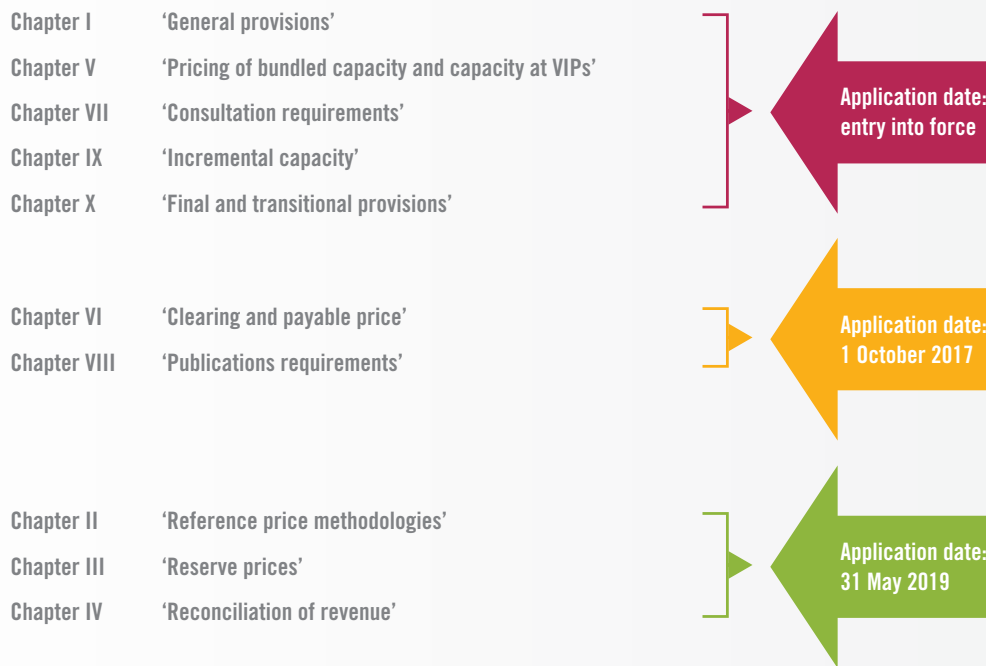 Chapter I ‘General provisions’
Chapter V ‘Pricing of bundled capacity and capacity at VIPs’
Chapter VII ‘Consultation requirements’
Chapter IX ‘Incremental capacity’
Chapter X ‘Final and transitional provisions’
Application date:
entry into force
Chapter VI ‘Clearing and payable price’
Chapter VIII ‘Publications requirements’
Application date:
1 October 2017
Chapter II ‘Reference price methodologies’
Chapter III ‘Reserve prices’
Chapter IV ‘Reconciliation of revenue’
Application date:
31 May 2019